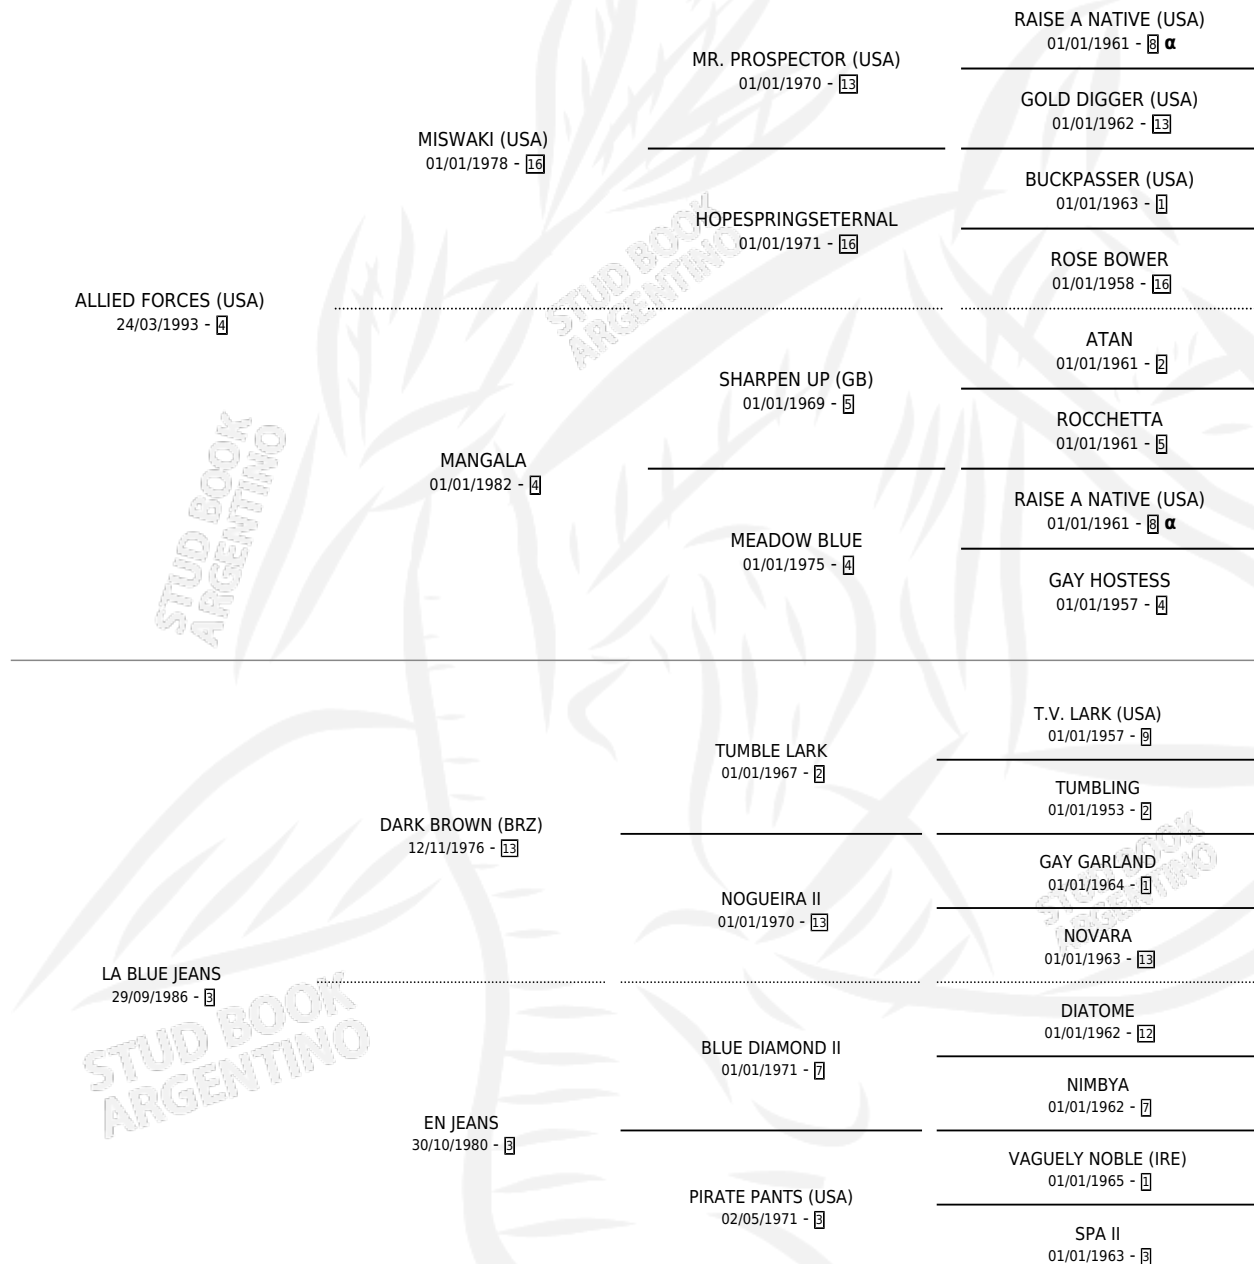 RAISE A NATIVE (USA)
01/01/1961 - 8 α
MR. PROSPECTOR (USA)
01/01/1970 - 13
GOLD DIGGER (USA)
01/01/1962 - 13
MISWAKI (USA)
01/01/1978 - 16
BUCKPASSER (USA)
01/01/1963 - 1
HOPESPRINGSETERNAL
01/01/1971 - 16
ROSE BOWER
01/01/1958 - 16
ALLIED FORCES (USA)
24/03/1993 - 4
ATAN
01/01/1961 - 2
SHARPEN UP (GB)
01/01/1969 - 5
ROCCHETTA
01/01/1961 - 5
MANGALA
01/01/1982 - 4
RAISE A NATIVE (USA)
01/01/1961 - 8 α
MEADOW BLUE
01/01/1975 - 4
GAY HOSTESS
01/01/1957 - 4
T.V. LARK (USA)
01/01/1957 - 9
TUMBLE LARK
01/01/1967 - 2
TUMBLING
01/01/1953 - 2
DARK BROWN (BRZ)
12/11/1976 - 13
GAY GARLAND
01/01/1964 - 1
NOGUEIRA II
01/01/1970 - 13
NOVARA
01/01/1963 - 13
LA BLUE JEANS
29/09/1986 - 3
DIATOME
01/01/1962 - 12
BLUE DIAMOND II
01/01/1971 - 7
NIMBYA
01/01/1962 - 7
EN JEANS
30/10/1980 - 3
VAGUELY NOBLE (IRE)
01/01/1965 - 1
PIRATE PANTS (USA)
02/05/1971 - 3
SPA II
01/01/1963 - 3
STUD BOOK
ARGENTINO
STUD BOOK
ARGENTINO
STUD BOOK
ARGENTINO
STUD BOOK
ARGENTINO